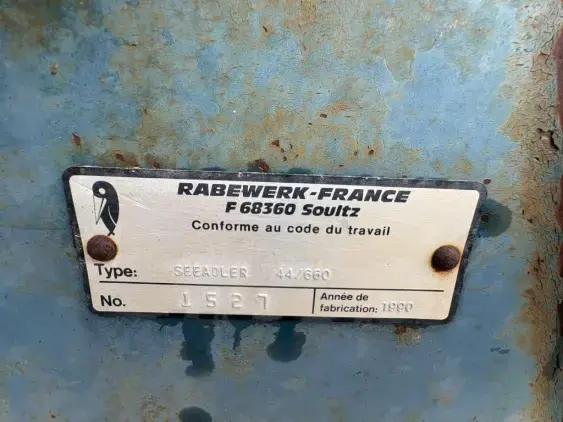 RABEWERK-FRANCE
F 68360 Soultz
Conforme au code du travail
Type: SEEADLER 44/660
No. 1527
Année de
fabrication: 1990